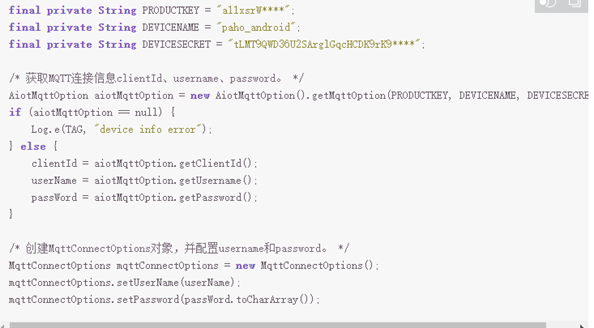 final private String PRODUCTKEY = "a11xsrW****";
final private String DEVICENAME = "paho_android";
final private String DEVICESECRET = "tLMT9QWD36U2SArglGqcHCDK9rK9****";
/* 获取MQTT连接信息clientId、username、password。 */
AiotMqttOption aiotMqttOption = new AiotMqttOption().getMqttOption(PRODUCTKEY, DEVICENAME, DEVICESECRE
if (aiotMqttOption == null) {
Log.e(TAG, "device info error");
} else {
clientId = aiotMqttOption.getClientId();
userName = aiotMqttOption.getUsername();
passWord = aiotMqttOption.getPassword();
}
/* 创建MqttConnectOptions对象，并配置username和password。 */
MqttConnectOptions mqttConnectOptions = new MqttConnectOptions();
mqttConnectOptions.setUserName(userName);
mqttConnectOptions.setPassword(passWord.toCharArray());